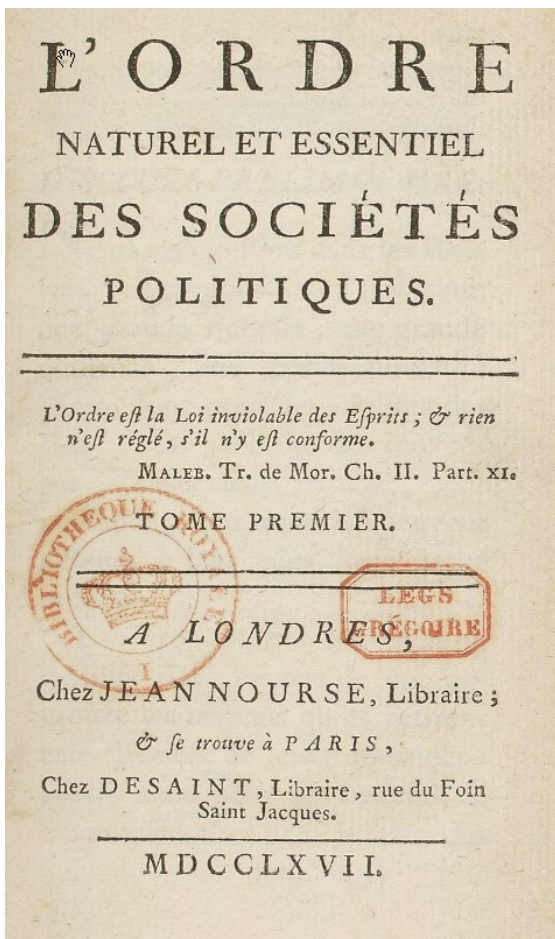 L'ORDRE
NATUREL ET ESSENTIEL
DES SOCIÉTÉS
POLITIQUES.
L'Ordre eſt la Loi inviolable des Eſprits ; & rien
n'eſt réglé, s'il n'y eſt conforme.
MALEB. Tr. de Mor. Ch. II. Part. XI.
TOME PREMIER.
BIBLIOTHEQUE ROYALE
I
LEGS
GRÉGOIRE
A LONDRES,
Chez JEAN NOURSE, Libraire ;
& ſe trouve à PARIS,
Chez DESAINT, Libraire, rue du Foin
Saint Jacques.
MDCCLXVII.